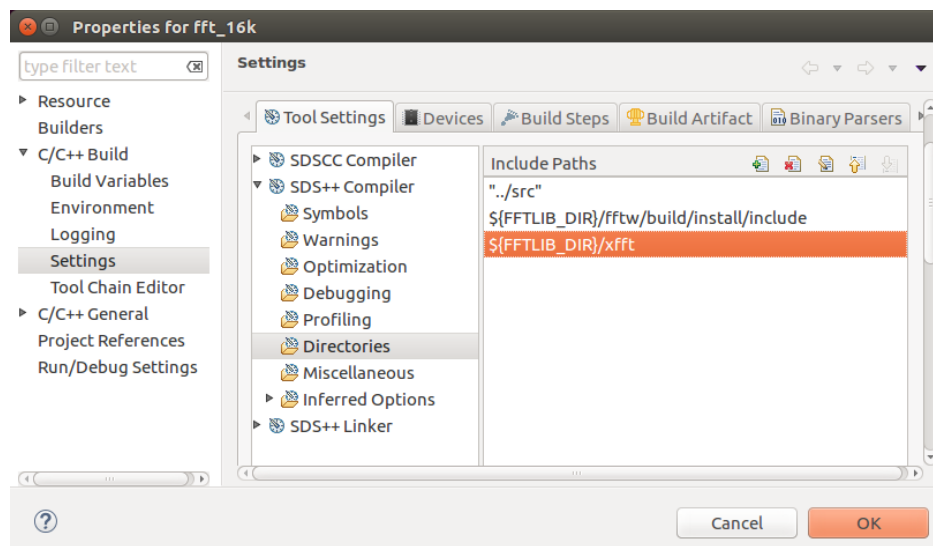 Properties for fft_16k
type filter text
Resource
Builders
C/C++ Build
Build Variables
Environment
Logging
Settings
Tool Chain Editor
C/C++ General
Project References
Run/Debug Settings
Settings
Tool Settings Devices Build Steps Build Artifact Binary Parsers
SDSCC Compiler
SDS++ Compiler
Symbols
Warnings
Optimization
Debugging
Profiling
Directories
Miscellaneous
Inferred Options
SDS++ Linker
Include Paths
"../src"
${FFTLIB_DIR}/fftw/build/install/include
${FFTLIB_DIR}/xfft
Cancel OK